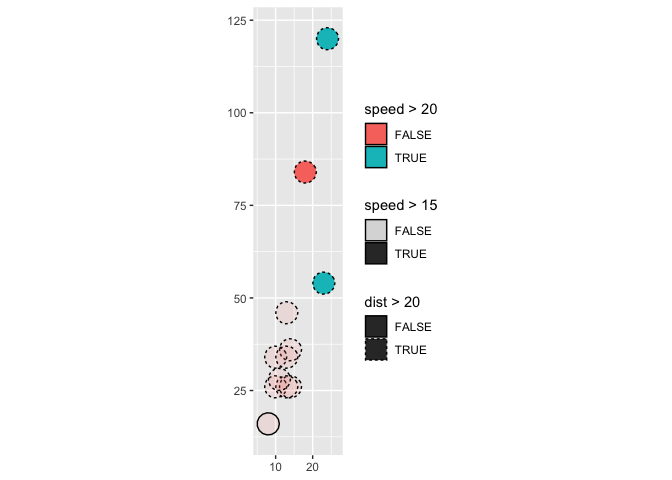 125
100
75
50
25
10 20
speed > 20
FALSE
TRUE
speed > 15
FALSE
TRUE
dist > 20
FALSE
TRUE